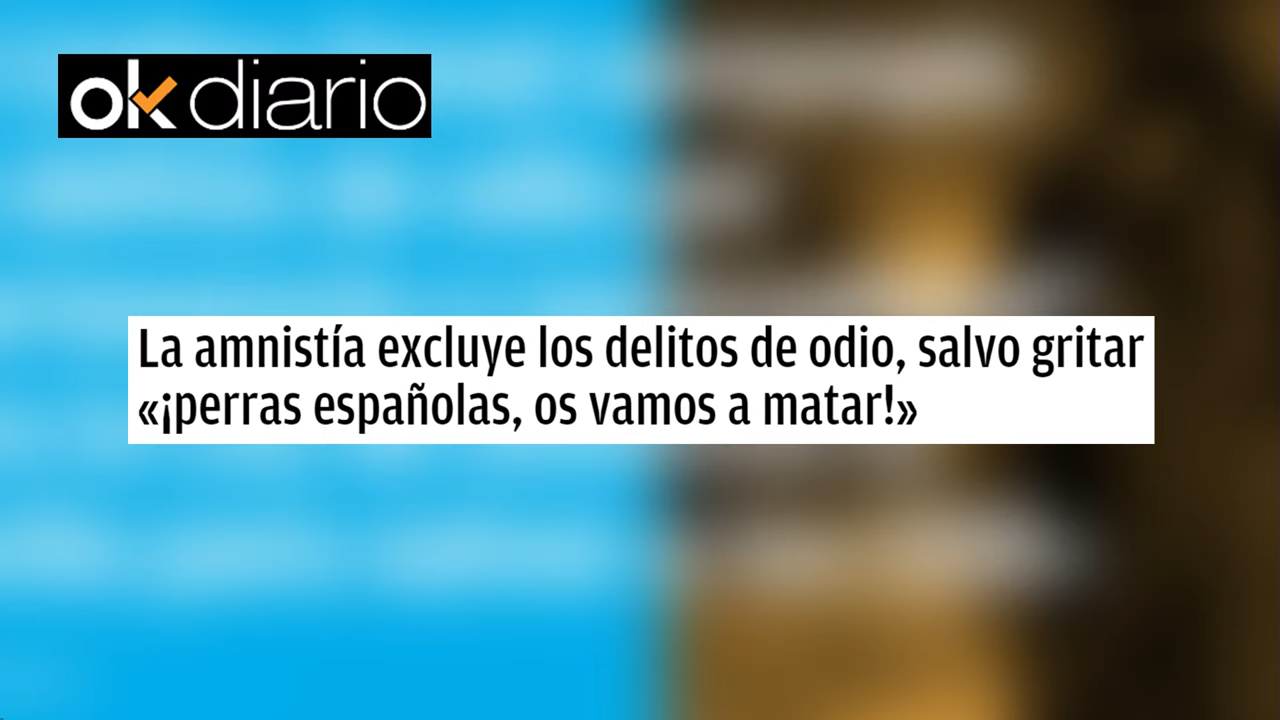 okdiario
La amnistía excluye los delitos de odio, salvo gritar
«¡perras españolas, os vamos a matar!»